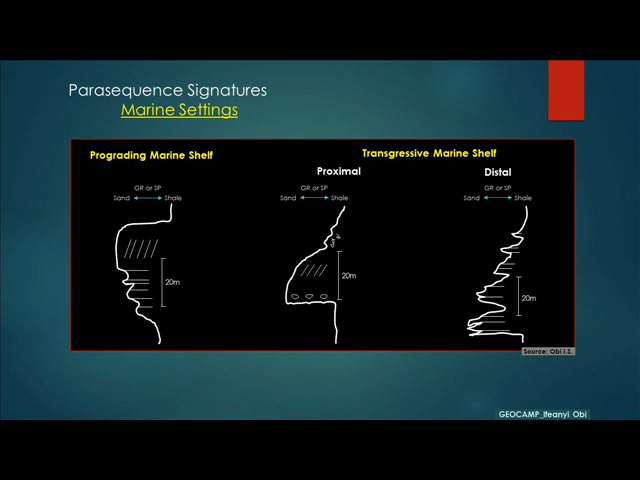 Parasequence Signatures
Marine Settings
Prograding Marine Shelf
Transgressive Marine Shelf
Proximal
Distal
GR or SP
Sand
Shale
20m
GR or SP
Sand
Shale
20m
GR or SP
Sand
Shale
20m
Source: Obi I.S.
GEOCAMP_Ifeanyi Obi